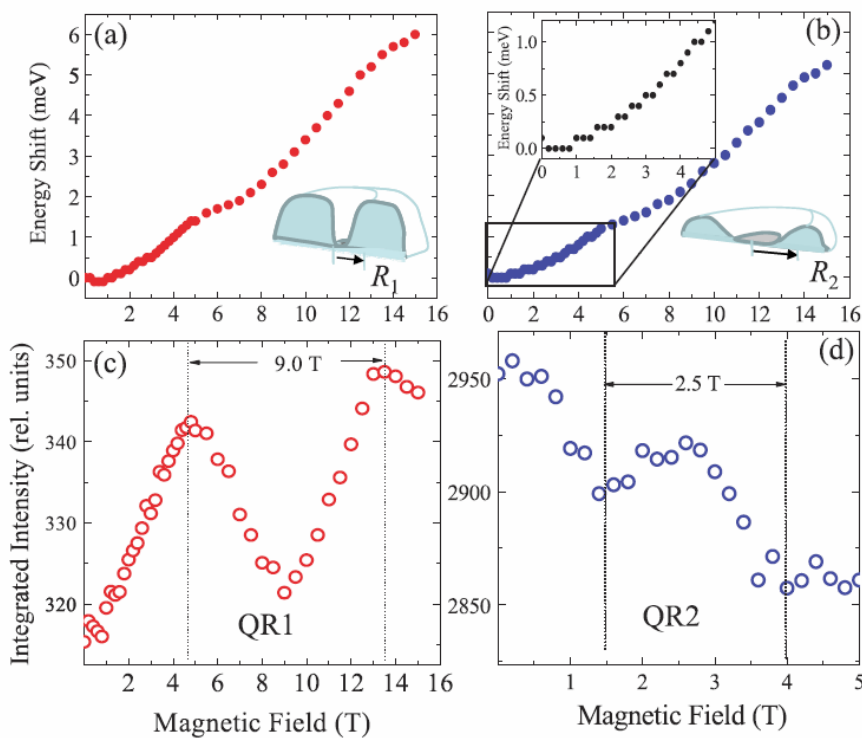 (a)
Energy Shift (meV)
6
5
4
3
2
1
0
2 4 6 8 10 12 14 16
R1
(b)
Energy Shift (meV)
1.0
0.5
0.0
0 1 2 3 4
0 2 4 6 8 10 12 14 16
R2
(c)
Integrated Intensity (rel. units)
350
340
330
320
9.0 T
QR1
2 4 6 8 10 12 14 16
Magnetic Field (T)
(d)
2950
2900
2850
2.5 T
QR2
1 2 3 4 5
Magnetic Field (T)